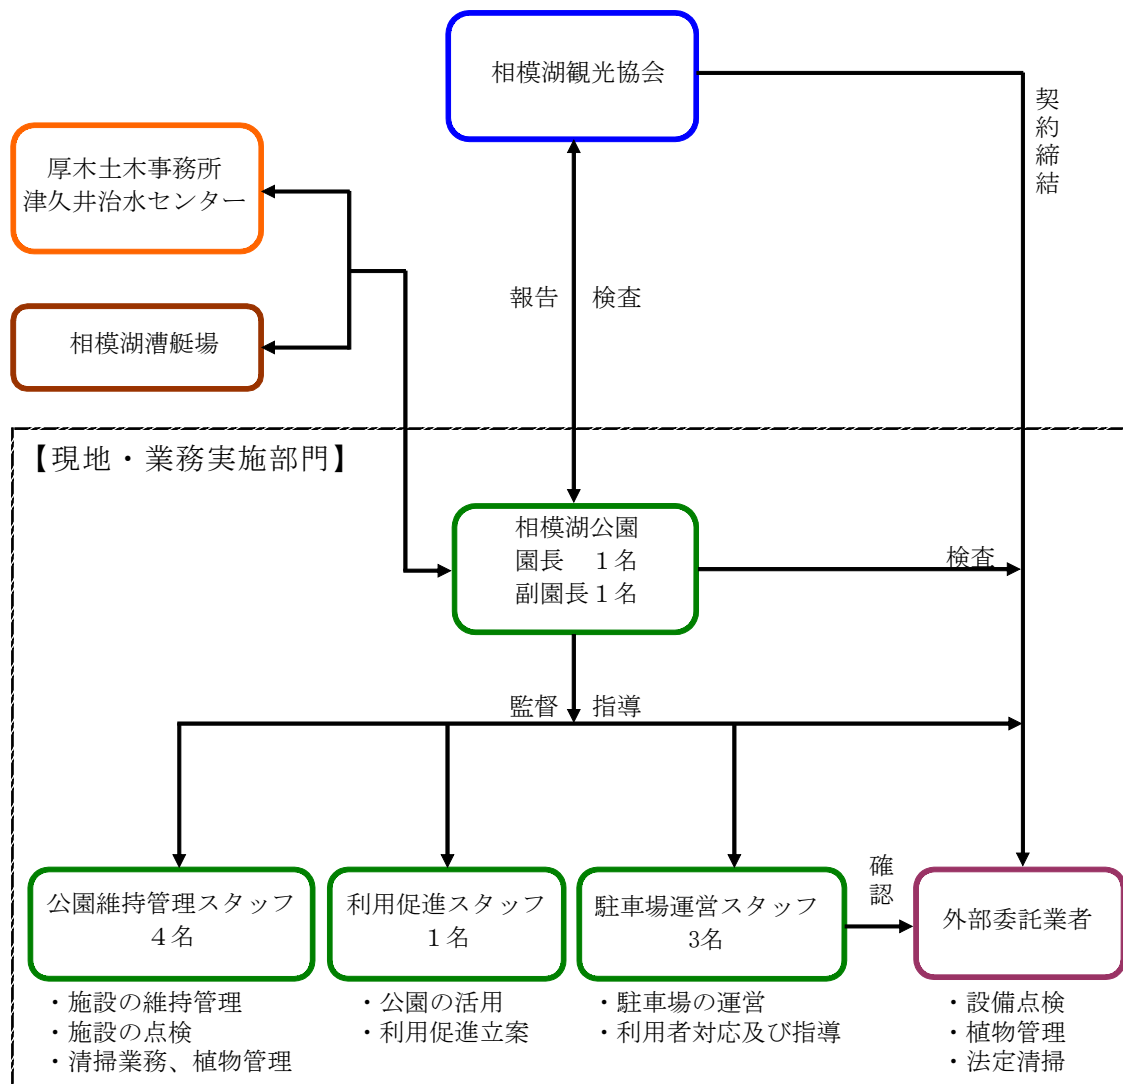 相模湖観光協会
契約締結
厚木土木事務所
津久井治水センター
報告 検査
相模湖漕艇場
【現地・業務実施部門】
相模湖公園
園長　１名
副園長１名
検査
監督 指導
公園維持管理スタッフ
４名
利用促進スタッフ
１名
駐車場運営スタッフ
3名
確認
外部委託業者
・施設の維持管理
・施設の点検
・清掃業務、植物管理
・公園の活用
・利用促進立案
・駐車場の運営
・利用者対応及び指導
・設備点検
・植物管理
・法定清掃